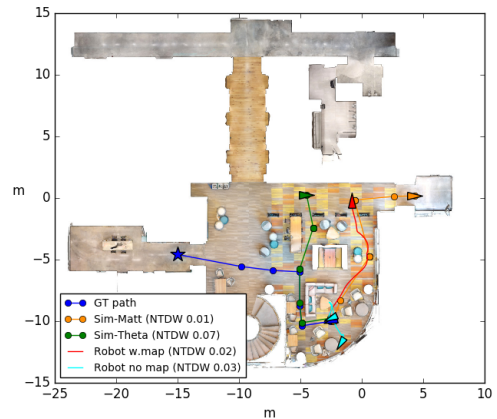 15
10
5
m
0
−5
−10
−15
GT path
Sim-Matt (NTDW 0.01)
Sim-Theta (NTDW 0.07)
Robot w.map (NTDW 0.02)
Robot no map (NTDW 0.03)
−25 −20 −15 −10 −5 0 5 10
m